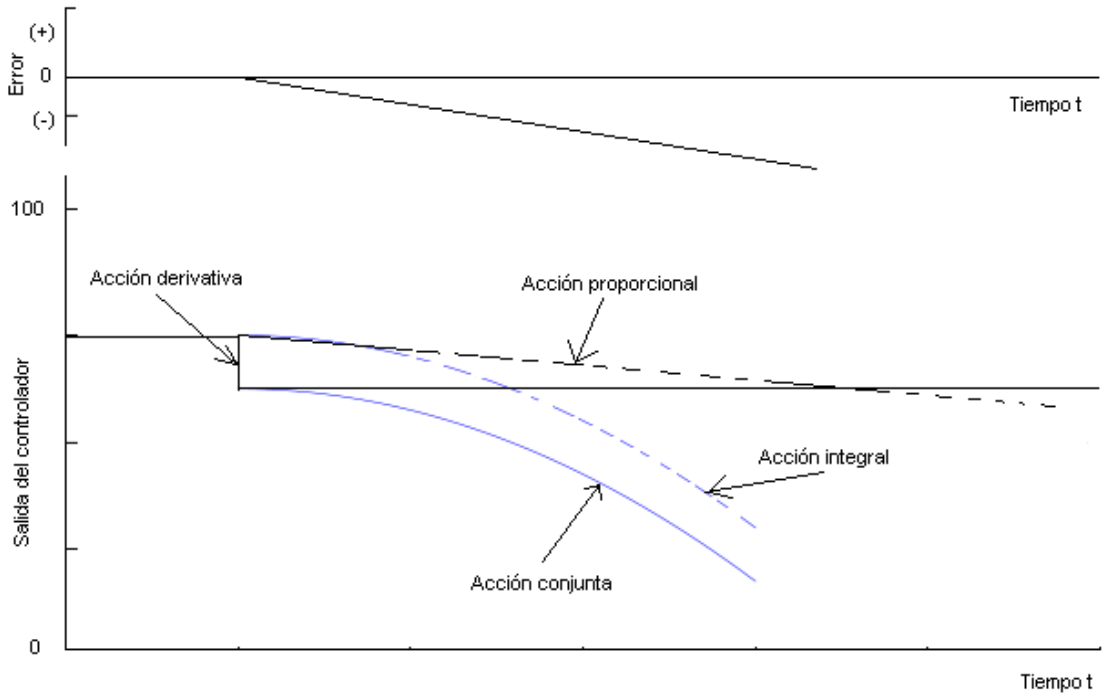 (+)
Error
0
(-)
Tiempo t
100
Acción derivativa
Acción proporcional
Salida del controlador
Acción integral
Acción conjunta
0
Tiempo t